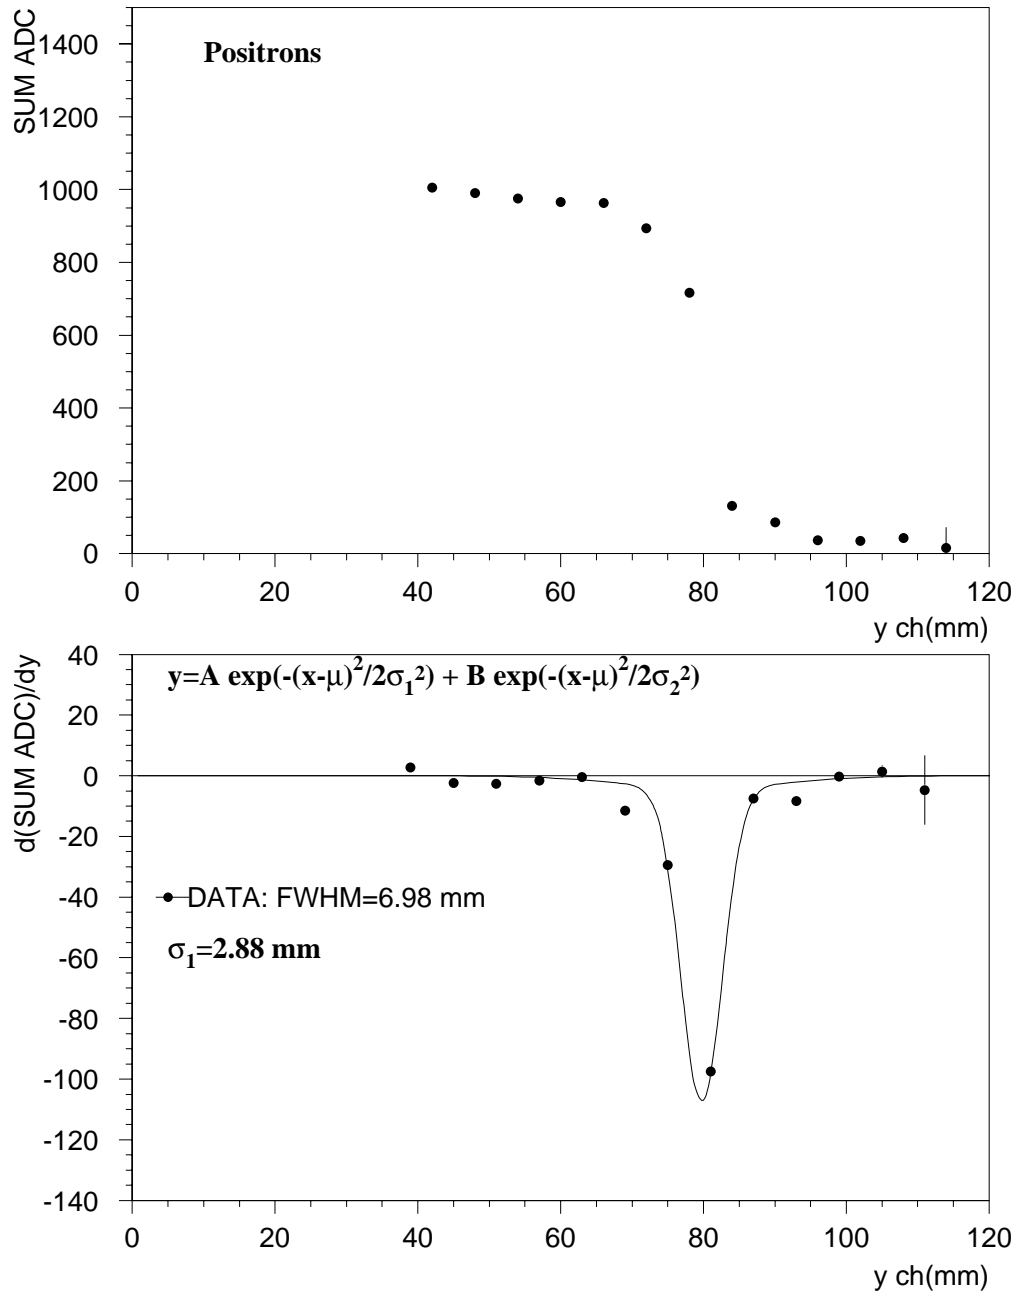 SUM ADC
1400
1200
1000
800
600
400
200
0
Positrons
0 20 40 60 80 100 120
y ch(mm)
d(SUM ADC)/dy
40
20
0
-20
-40
-60
-80
-100
-120
-140
y=A exp(-(x-μ)²/2σ₁²) + B exp(-(x-μ)²/2σ₂²)
DATA: FWHM=6.98 mm
σ₁=2.88 mm
0 20 40 60 80 100 120
y ch(mm)